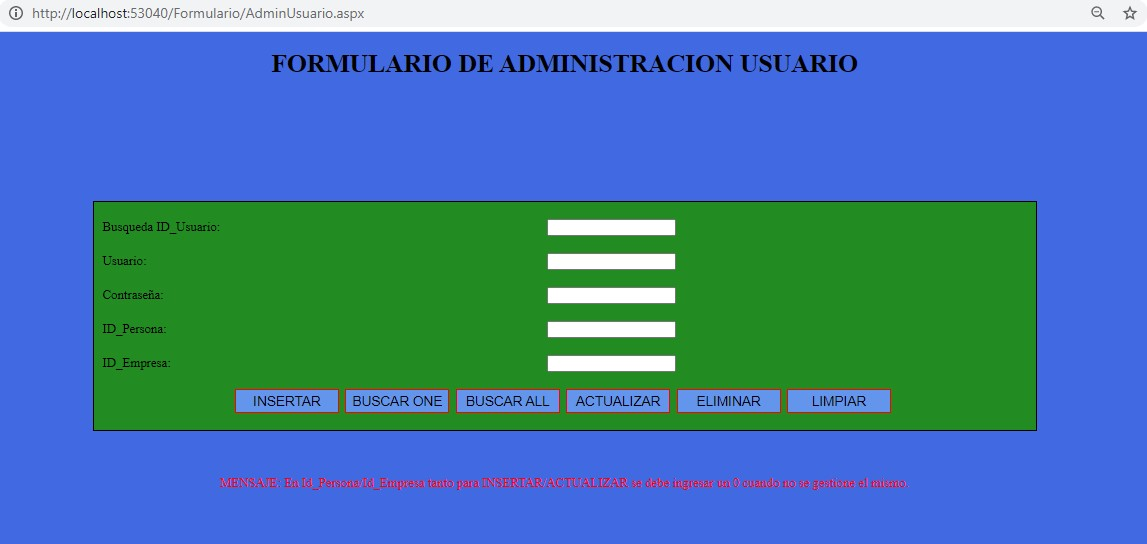 http://localhost:53040/Formulario/AdminUsuario.aspx
FORMULARIO DE ADMINISTRACION USUARIO
Busqueda ID_Usuario:
Usuario:
Contraseña:
ID_Persona:
ID_Empresa:
INSERTAR BUSCAR ONE BUSCAR ALL ACTUALIZAR ELIMINAR LIMPIAR
MENSAJE: En Id_Persona/Id_Empresa tanto para INSERTAR/ACTUALIZAR se debe ingresar un 0 cuando no se gestione el mismo.